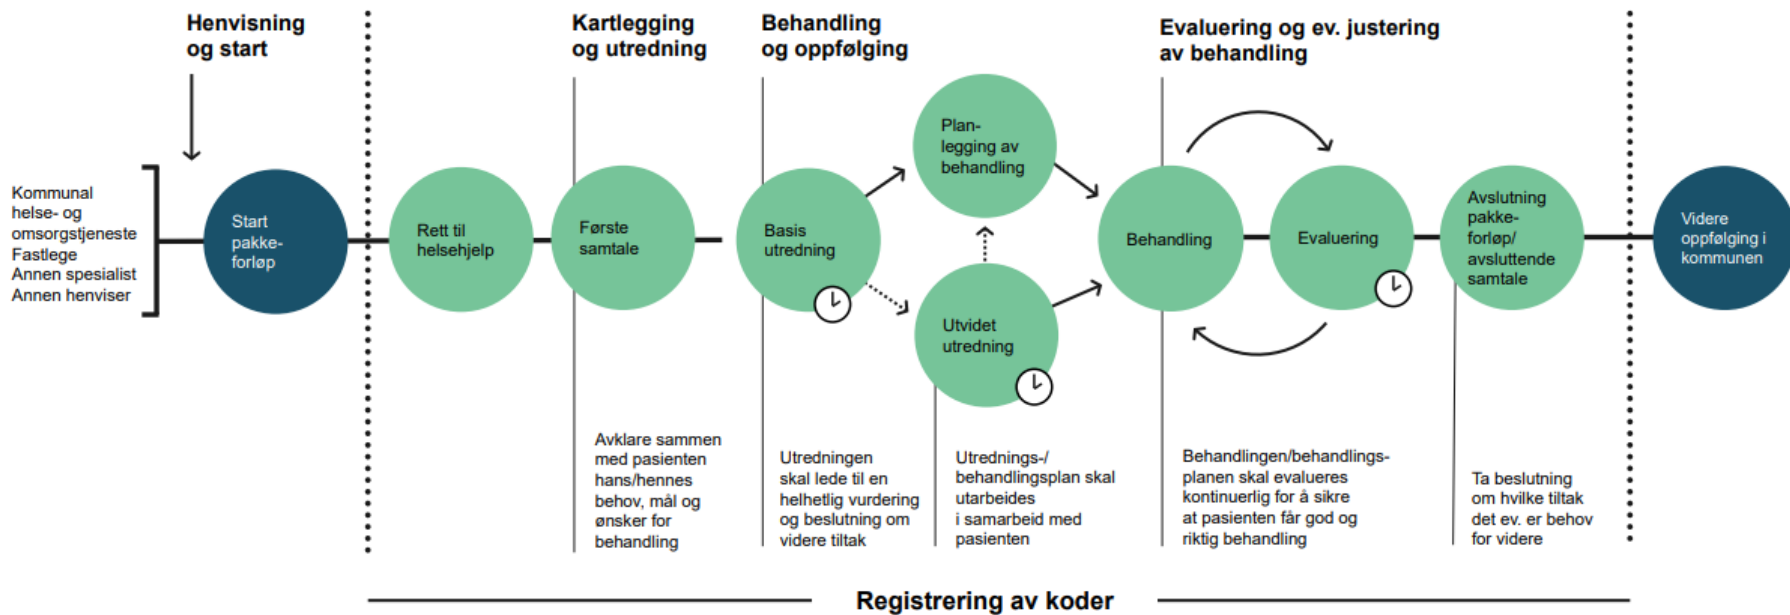 Henvisning
og start
Kartlegging
og utredning
Behandling
og oppfølging
Evaluering og ev. justering
av behandling
Kommunal
helse- og
omsorgstjeneste
Fastlege
Annen spesialist
Annen henviser
Start
pakke-
forløp
Rett til
helsehjelp
Første
samtale
Basis
utredning
Plan-
legging av
behandling
Utvidet
utredning
Behandling
Evaluering
Avslutning
pakke-
forløp/
avsluttende
samtale
Videre
oppfølging i
kommunen
Avklare sammen
med pasienten
hans/hennes
behov, mål og
ønsker for
behandling
Utredningen
skal lede til en
helhetlig vurdering
og beslutning om
videre tiltak
Utrednings-/
behandlingsplan skal
utarbeides
i samarbeid med
pasienten
Behandlingen/behandlings-
planen skal evalueres
kontinuerlig for å sikre
at pasienten får god og
riktig behandling
Ta beslutning
om hvilke tiltak
det ev. er behov
for videre
Registrering av koder